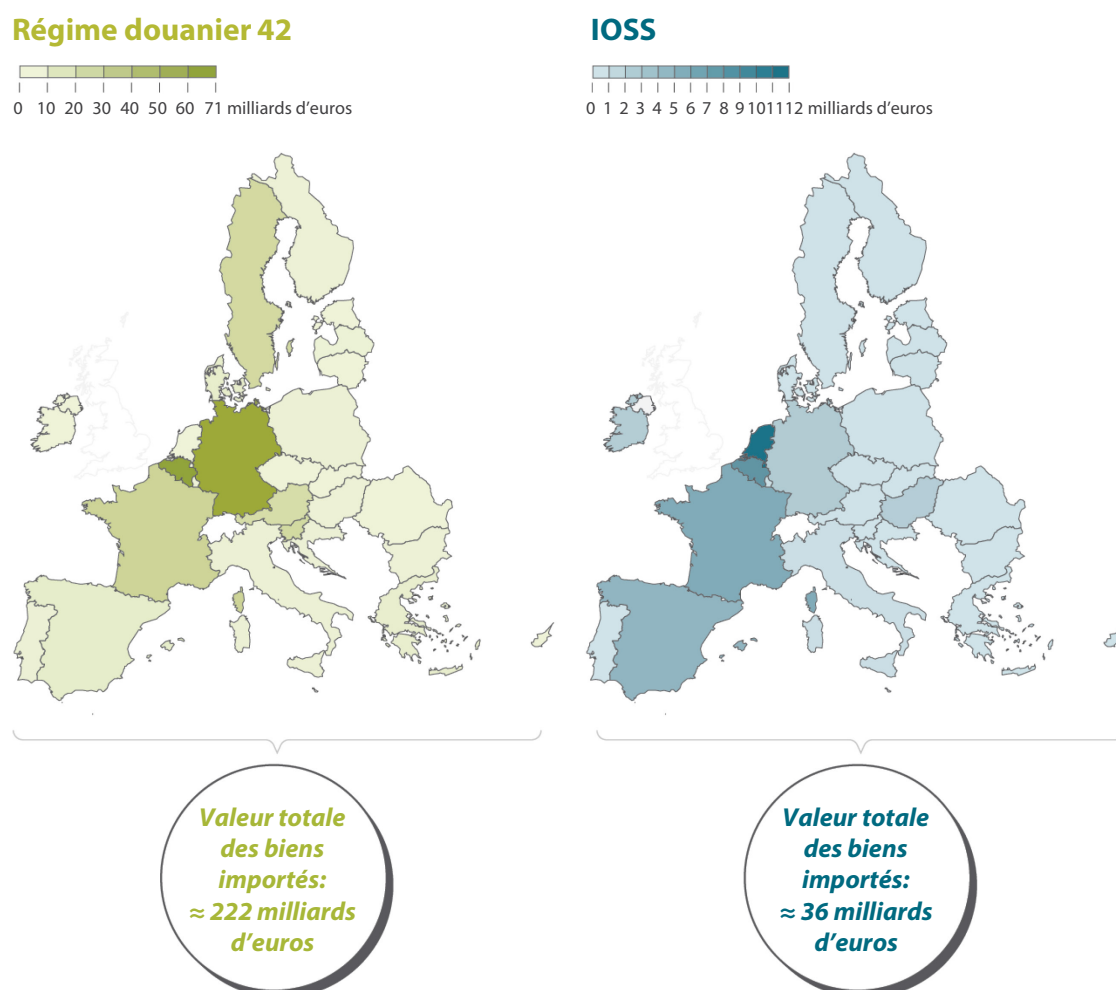 Régime douanier 42
0 10 20 30 40 50 60 71 milliards d’euros
IOSS
0 1 2 3 4 5 6 7 8 9 10 11 12 milliards d’euros
Valeur totale
des biens
importés:
≈ 222 milliards
d’euros
Valeur totale
des biens
importés:
≈ 36 milliards
d’euros